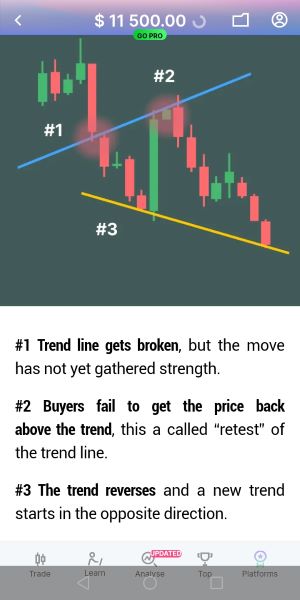 $ 11 500.00
GO PRO
#2
#1
#3
#1 Trend line gets broken, but the move
has not yet gathered strength.
#2 Buyers fail to get the price back
above the trend, this a called “retest” of
the trend line.
#3 The trend reverses and a new trend
starts in the opposite direction.
UPDATED
Trade Learn Analyse Top Platforms